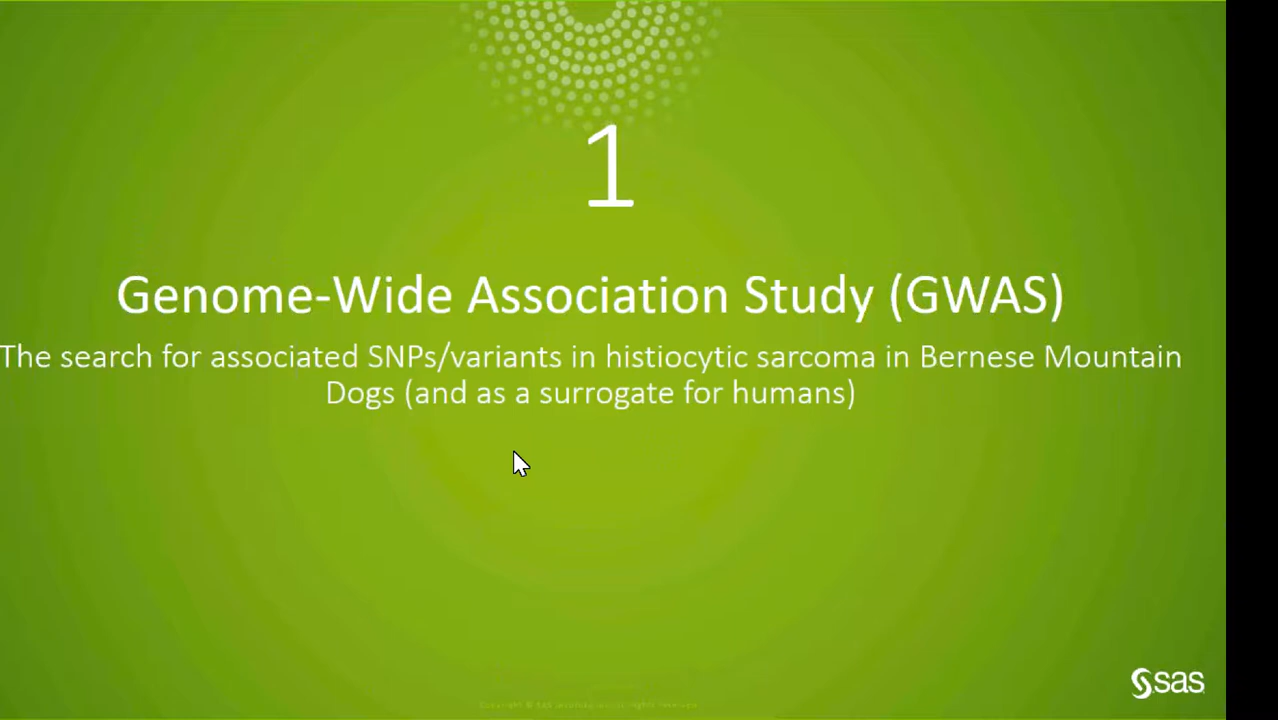 1
Genome-Wide Association Study (GWAS)
The search for associated SNPs/variants in histiocytic sarcoma in Bernese Mountain
Dogs (and as a surrogate for humans)
sas